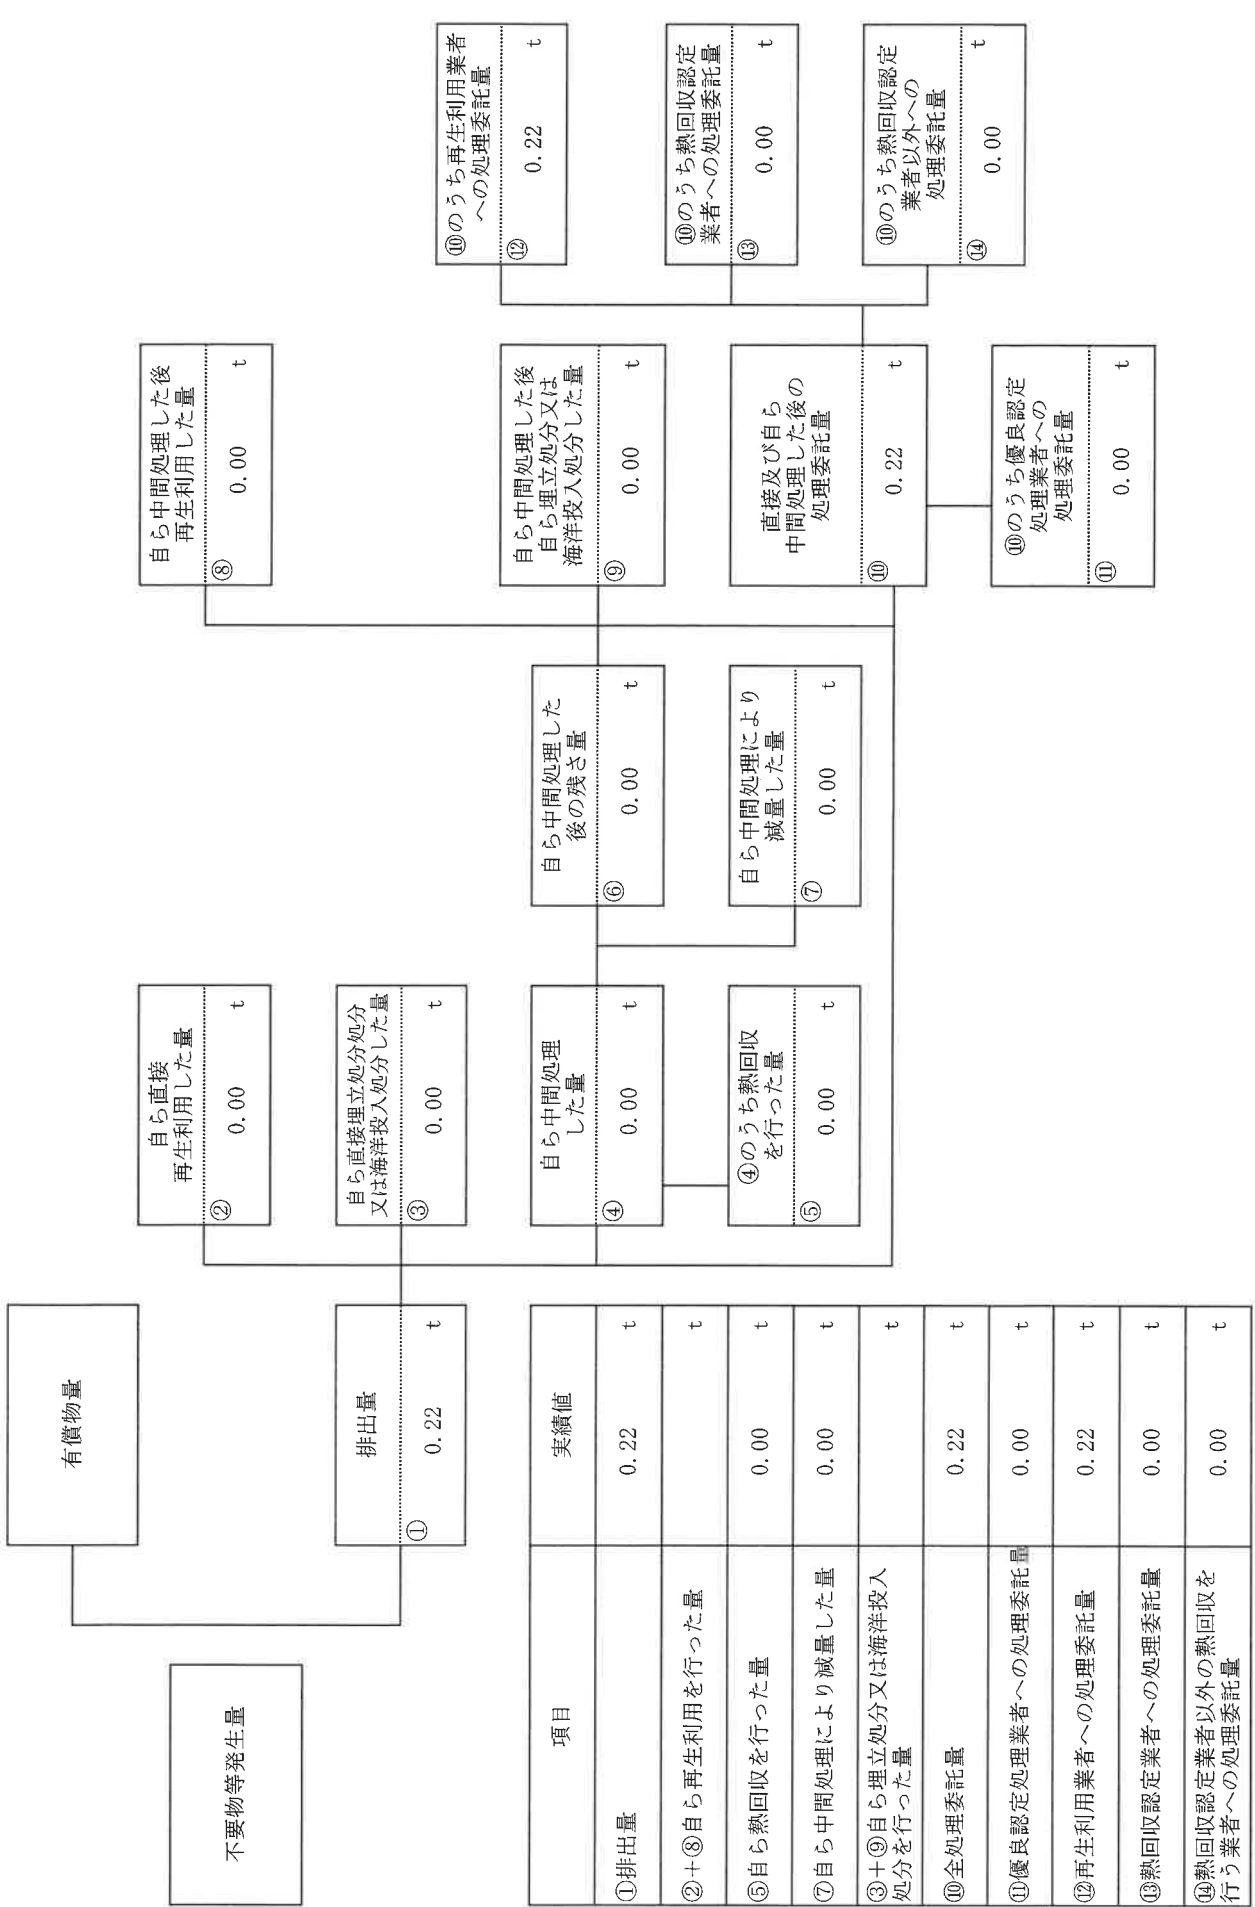 不要物等発生量
有償物量
排出量
① 0.22 t
自ら直接
再生利用した量
② 0.00 t
自ら直接埋立処分処分
又は海洋投入処分した量
③ 0.00 t
自ら中間処理
した量
④ 0.00 t
④のうち熱回収
を行った量
⑤ 0.00 t
自ら中間処理した
後の残さ量
⑥ 0.00 t
自ら中間処理により
減量した量
⑦ 0.00 t
自ら中間処理した後
再生利用した量
⑧ 0.00 t
自ら中間処理した後
自ら埋立処分又は
海洋投入処分した量
⑨ 0.00 t
直接及び自ら
中間処理した後の
処理委託量
⑩ 0.22 t
⑩のうち優良認定
処理業者への
処理委託量
⑪ 0.00 t
⑩のうち再生利用業者
への処理委託量
⑫ 0.22 t
⑩のうち熱回収認定
業者への処理委託量
⑬ 0.00 t
⑩のうち熱回収認定
業者以外への
処理委託量
⑭ 0.00 t
項目 実績値
①排出量 0.22 t
②+⑧自ら再生利用を行った量 t
⑤自ら熱回収を行った量 0.00 t
⑦自ら中間処理により減量した量 0.00 t
③+⑨自ら埋立処分又は海洋投入
処分を行った量 t
⑩全処理委託量 0.22 t
⑪優良認定処理業者への処理委託量 0.00 t
⑫再生利用業者への処理委託量 0.22 t
⑬熱回収認定業者への処理委託量 0.00 t
⑭熱回収認定業者以外の熱回収を
行う業者への処理委託量 0.00 t